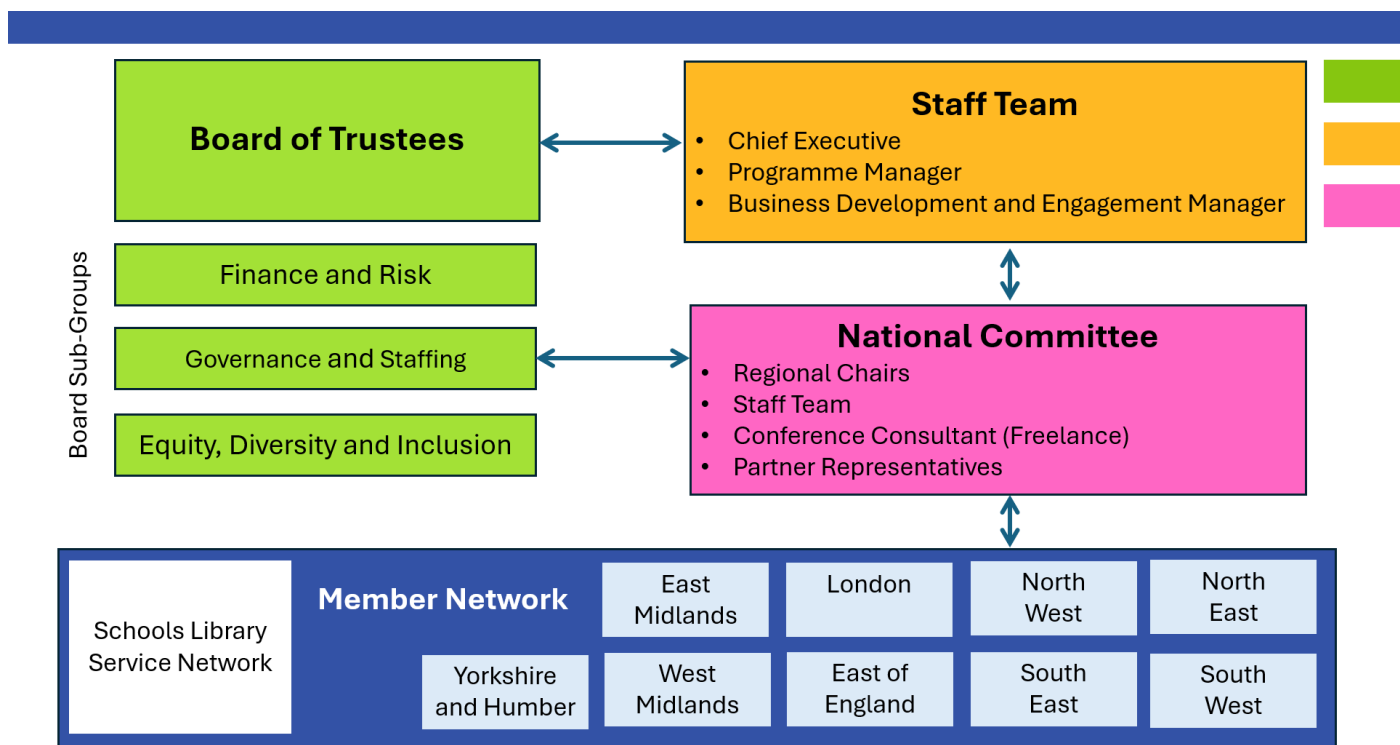 Board of Trustees
Staff Team
• Chief Executive
• Programme Manager
• Business Development and Engagement Manager
Board Sub-Groups
Finance and Risk
Governance and Staffing
Equity, Diversity and Inclusion
National Committee
• Regional Chairs
• Staff Team
• Conference Consultant (Freelance)
• Partner Representatives
Schools Library
Service Network
Member Network
East
Midlands
London
North
West
North
East
Yorkshire
and Humber
West
Midlands
East of
England
South
East
South
West